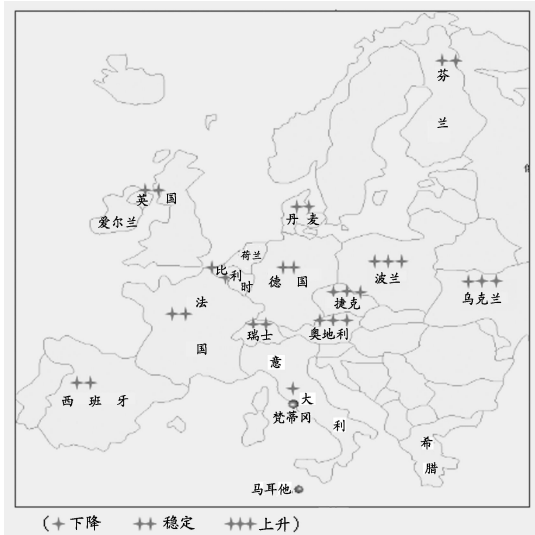 芬
兰
英 国
爱尔兰
丹 麦
荷兰
比利时
德 国
波兰
捷克
乌克兰
法
国
瑞士
奥地利
意
大
利
梵蒂冈
西 班 牙
希
腊
马耳他
(下降 稳定 上升)